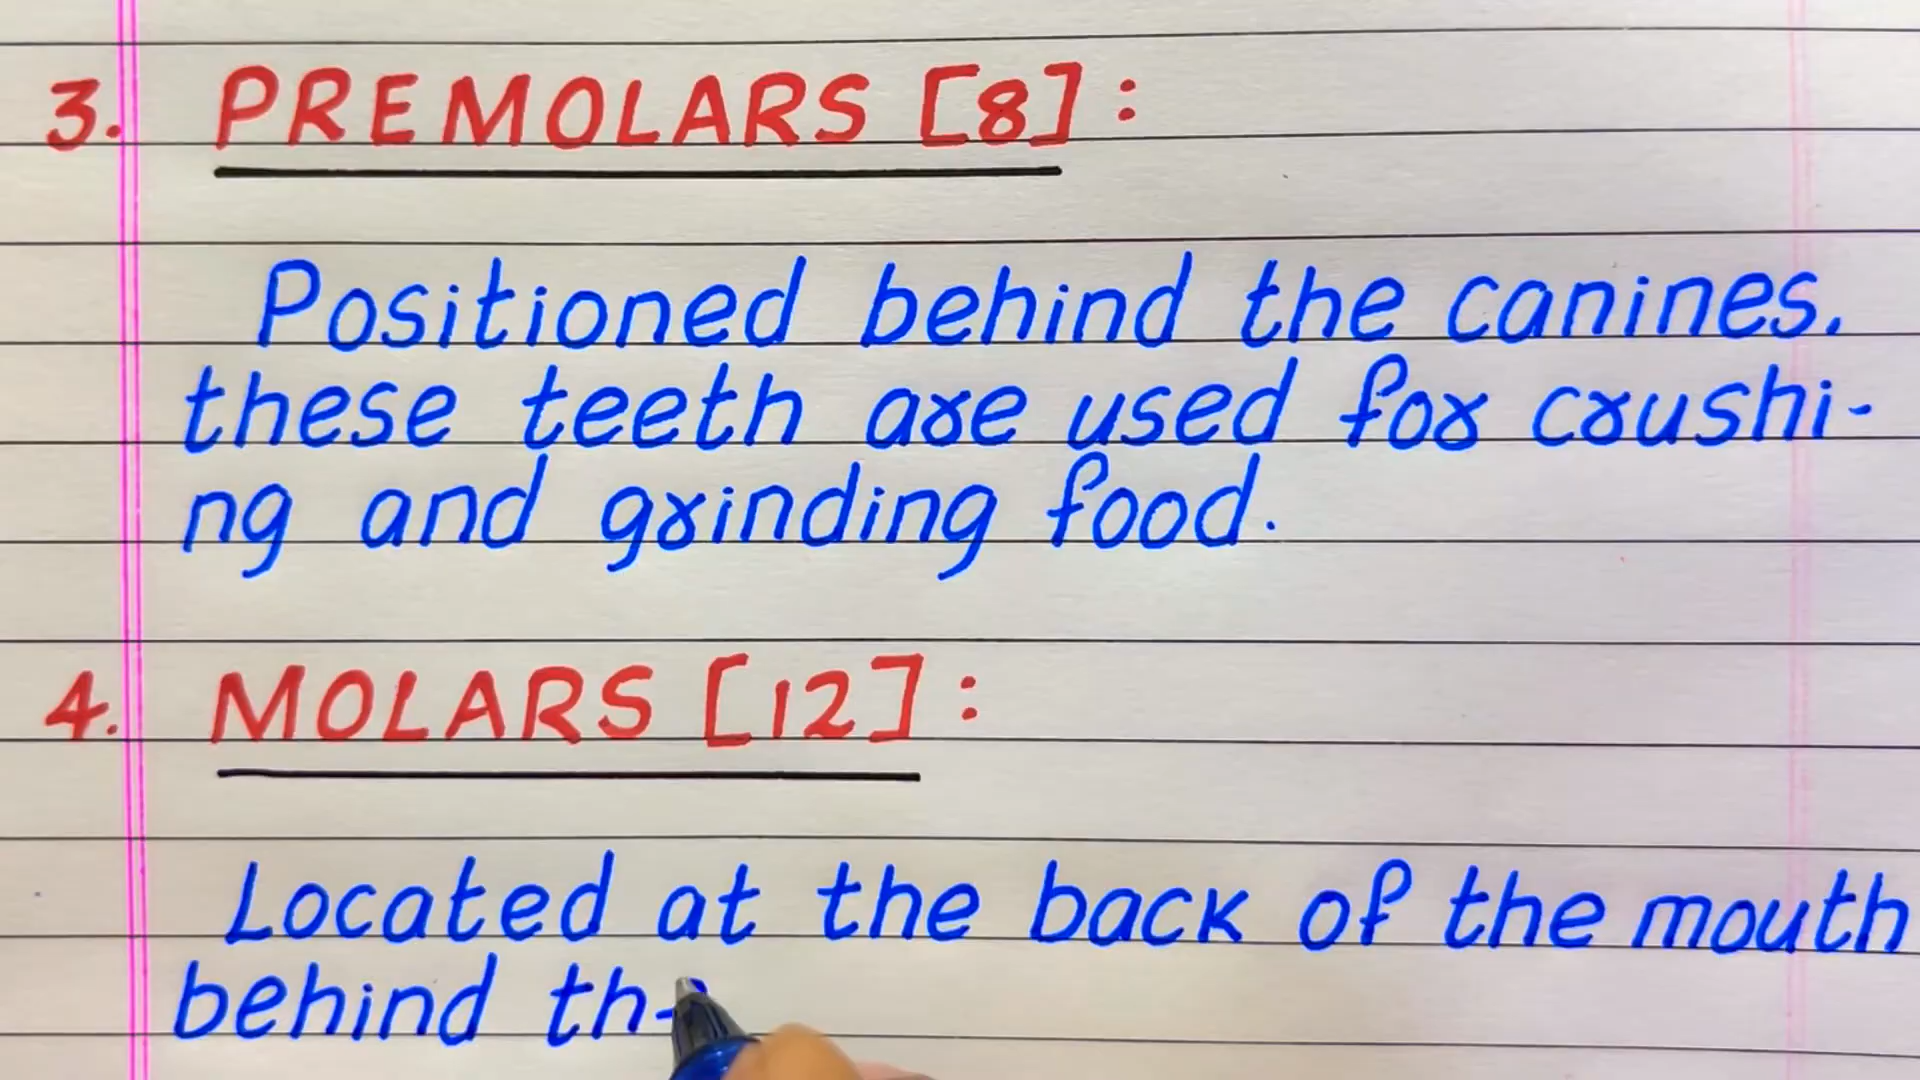 3. PREMOLARS [8]:
Positioned behind the canines.
these teeth are used for crushi-
ng and grinding food.
4. MOLARS [12]:
Located at the back of the mouth
behind